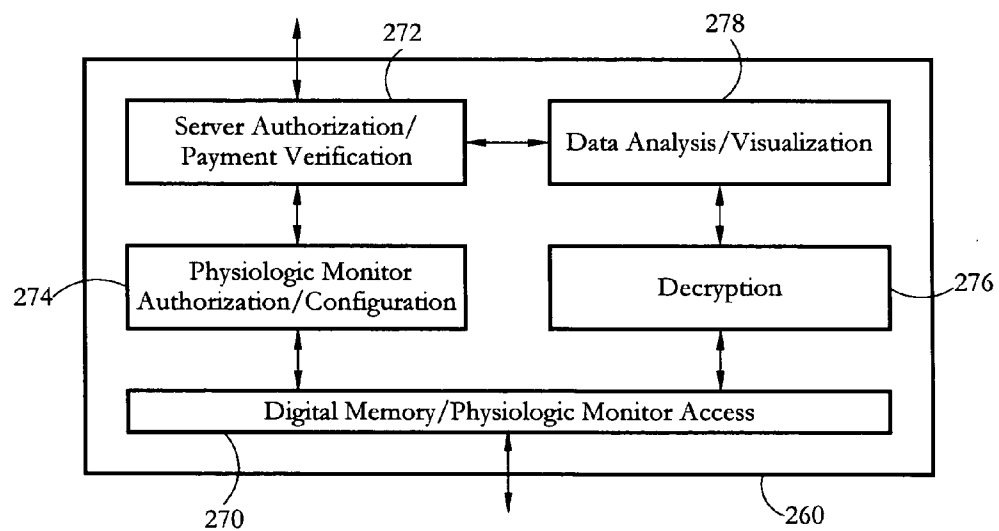 272
278
Server Authorization/
Payment Verification
Data Analysis/Visualization
274
Physiologic Monitor
Authorization/Configuration
Decryption
276
Digital Memory/Physiologic Monitor Access
270
260